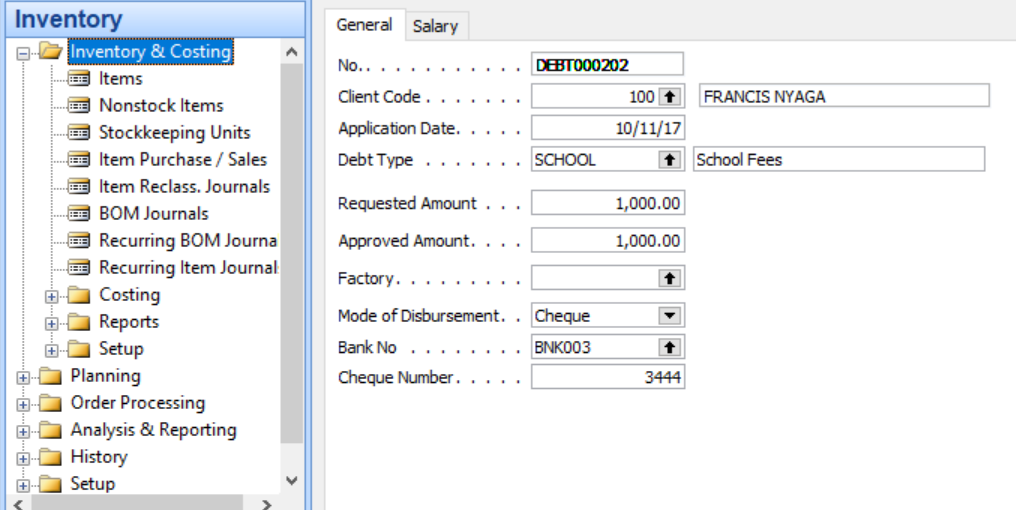 Inventory
Inventory & Costing
Items
Nonstock Items
Stockkeeping Units
Item Purchase / Sales
Item Reclass. Journals
BOM Journals
Recurring BOM Journa
Recurring Item Journal
Costing
Reports
Setup
Planning
Order Processing
Analysis & Reporting
History
Setup
General Salary
No.. . . . . . . . . . . . DEBT000202
Client Code . . . . . . . 100 FRANCIS NYAGA
Application Date. . . . . 10/11/17
Debt Type . . . . . . . SCHOOL School Fees
Requested Amount . . . 1,000.00
Approved Amount. . . . 1,000.00
Factory. . . . . . . . . .
Mode of Disbursement. . Cheque
Bank No . . . . . . . . BNK003
Cheque Number. . . . . 3444